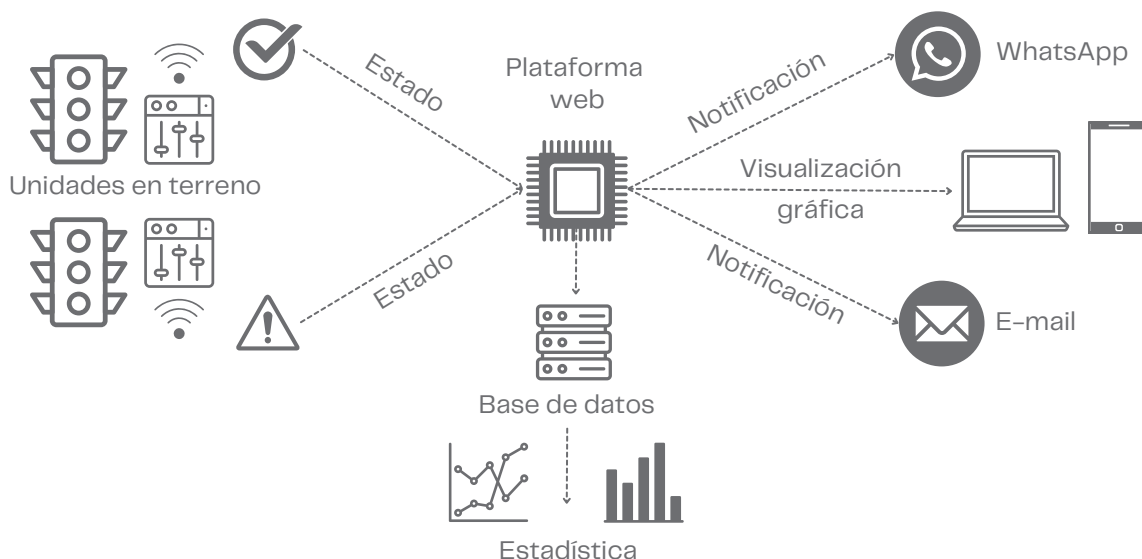 Unidades en terreno
Estado
Estado
Plataforma
web
Notificación
WhatsApp
Visualización
gráfica
Notificación
E-mail
Base de datos
Estadística